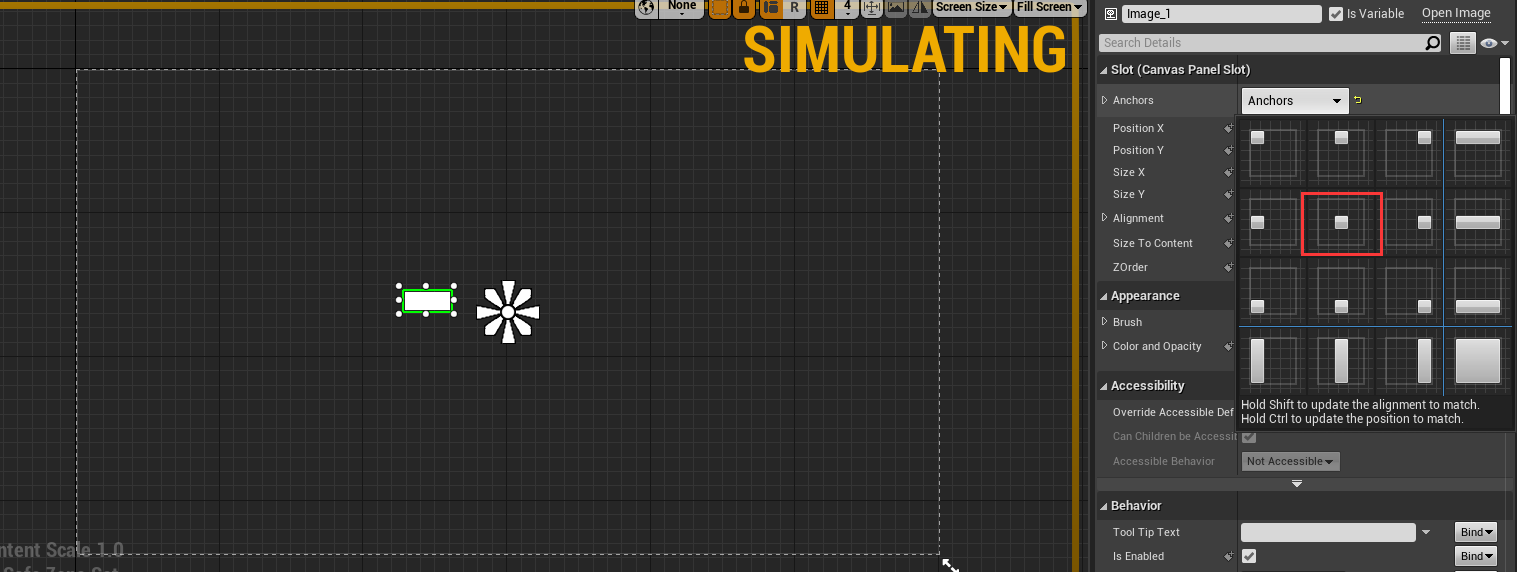 None R 4 Screen Size Fill Screen
SIMULATING
Content Scale 1.0
Image_1 Is Variable Open Image
Search Details
Slot (Canvas Panel Slot)
Anchors Anchors
Position X
Position Y
Size X
Size Y
Alignment
Size To Content
ZOrder
Appearance
Brush
Color and Opacity
Hold Shift to update the alignment to match.
Hold Ctrl to update the position to match.
Accessibility
Override Accessible Def
Can Children be Accessi
Accessible Behavior Not Accessible
Behavior
Tool Tip Text Bind
Is Enabled Bind